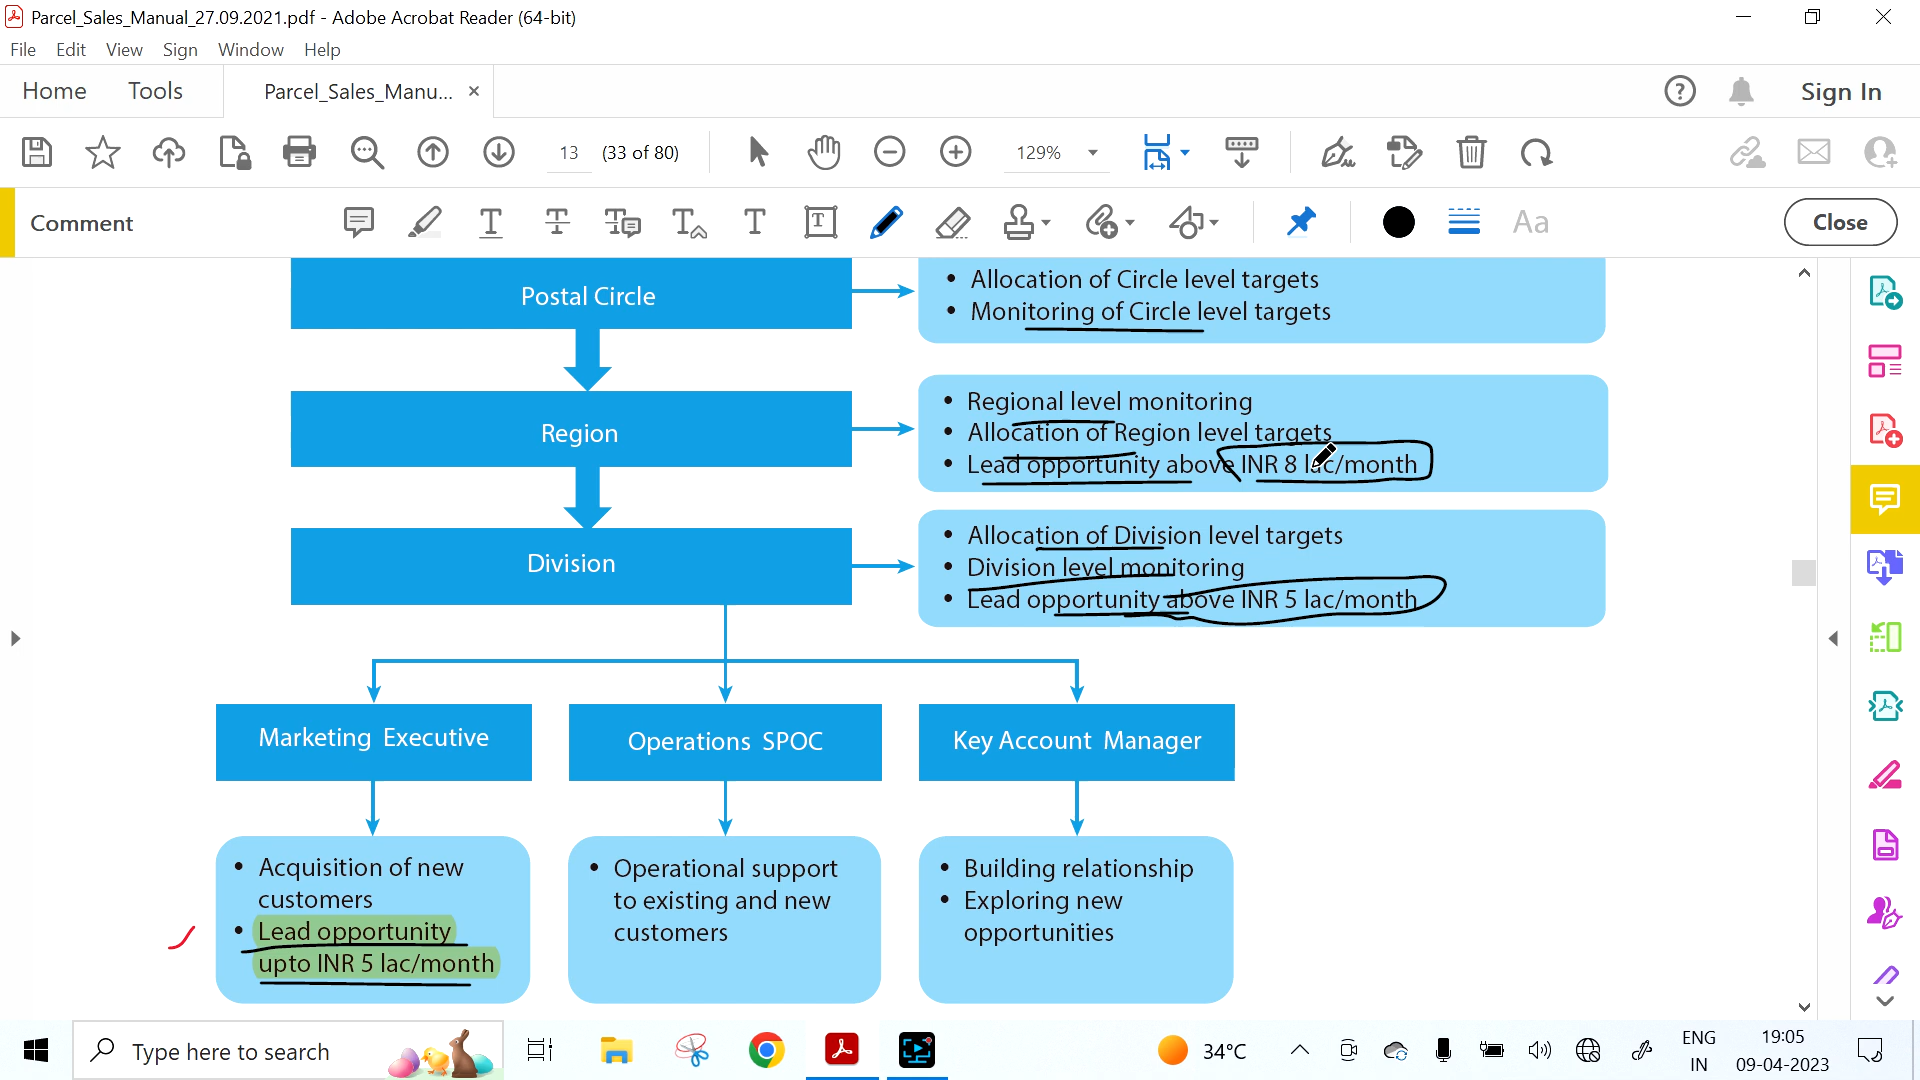 Parcel_Sales_Manual_27.09.2021.pdf - Adobe Acrobat Reader (64-bit)
File Edit View Sign Window Help
Home Tools Parcel_Sales_Manu... × Sign In
13 (33 of 80) 129%
Comment Aa Close
Postal Circle
• Allocation of Circle level targets
• Monitoring of Circle level targets
Region
• Regional level monitoring
• Allocation of Region level targets
• Lead opportunity above INR 8 lac/month
Division
• Allocation of Division level targets
• Division level monitoring
• Lead opportunity above INR 5 lac/month
Marketing Executive
Operations SPOC
Key Account Manager
• Acquisition of new
customers
• Lead opportunity
upto INR 5 lac/month
• Operational support
to existing and new
customers
• Building relationship
• Exploring new
opportunities
Type here to search
34°C
ENG
IN
19:05
09-04-2023